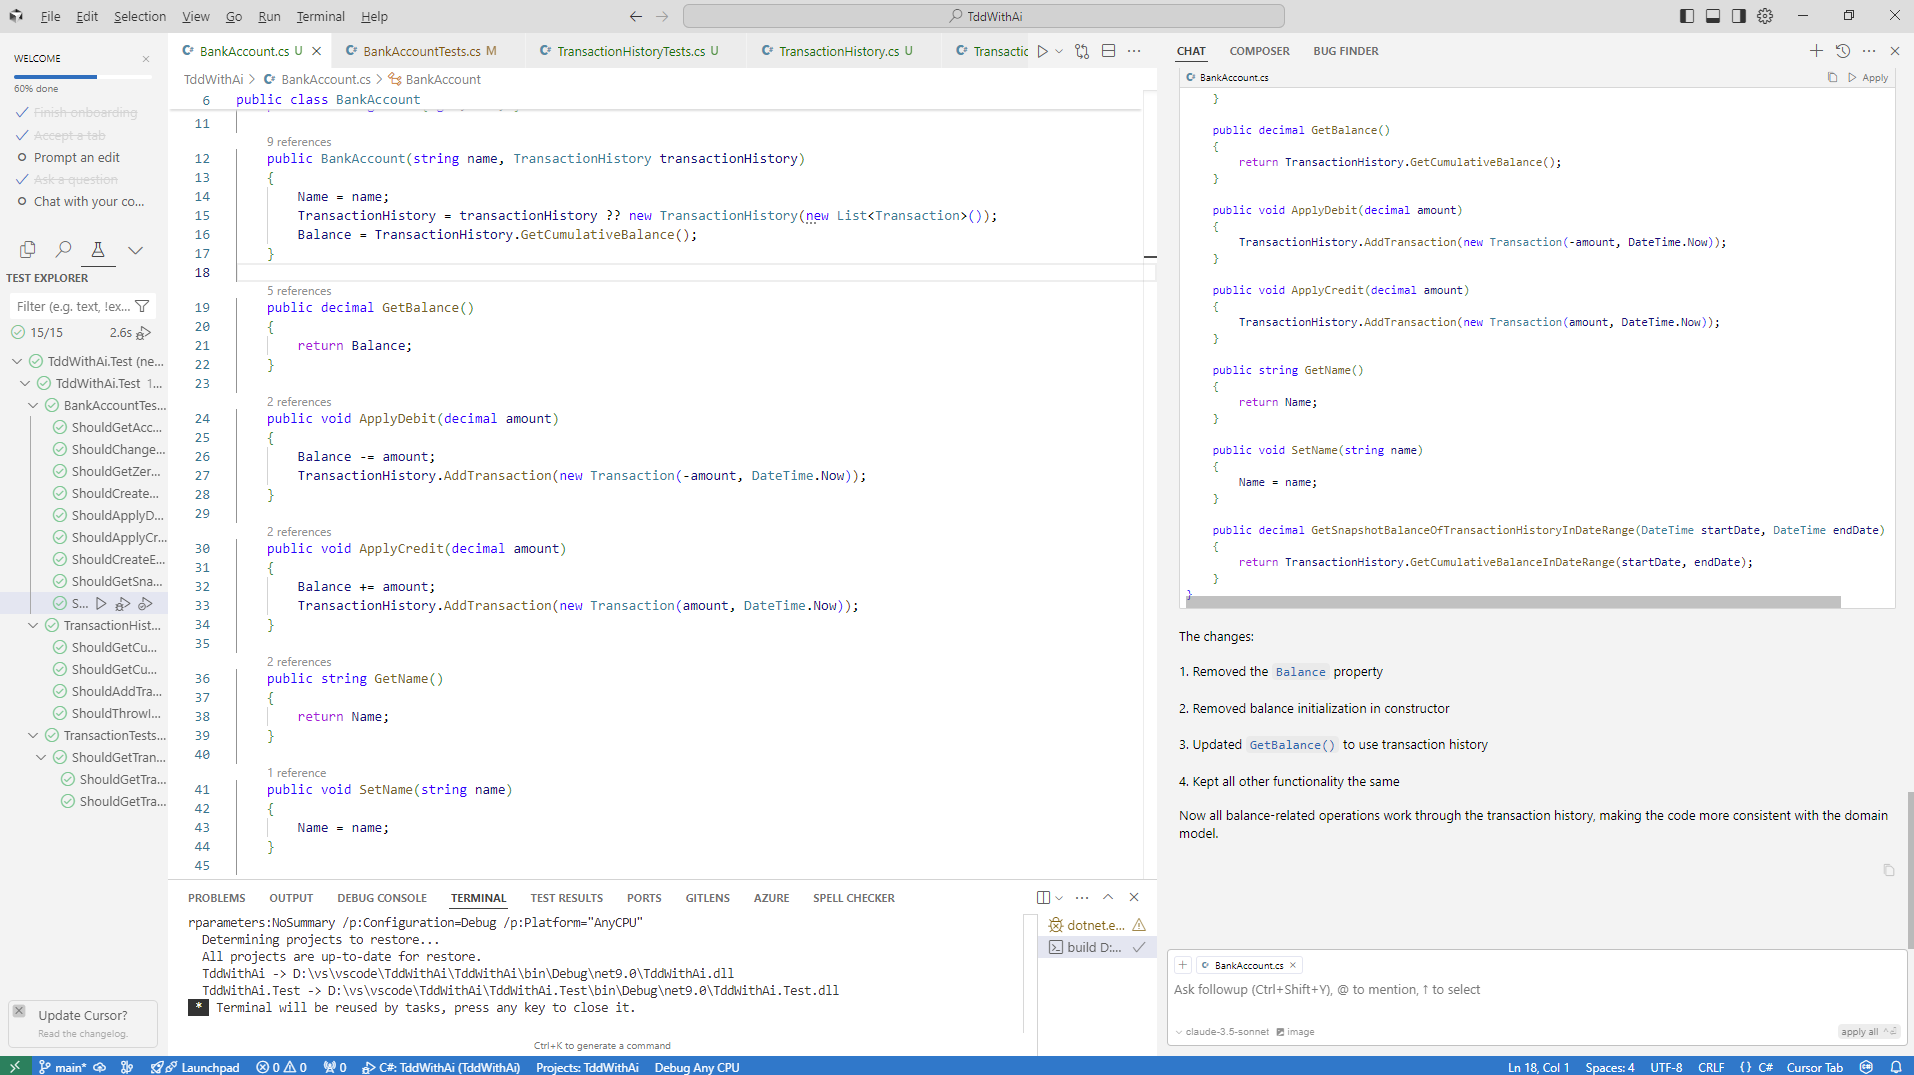 File Edit Selection View Go Run Terminal Help
TddWithAi
WELCOME
60% done
Finish onboarding
Accept a tab
Prompt an edit
Ask a question
Chat with your co...
TEST EXPLORER
Filter (e.g. text, !ex...
15/15 2.6s
TddWithAi.Test (ne...
TddWithAi.Test 1...
BankAccountTes...
ShouldGetAcc...
ShouldChange...
ShouldGetZer...
ShouldCreate...
ShouldApplyD...
ShouldApplyCr...
ShouldCreateE...
ShouldGetSna...
S...
TransactionHist...
ShouldGetCu...
ShouldGetCu...
ShouldAddTra...
ShouldThrowI...
TransactionTests...
ShouldGetTran...
ShouldGetTra...
ShouldGetTra...
Update Cursor?
Read the changelog.
BankAccount.cs U
BankAccountTests.cs M
TransactionHistoryTests.cs U
TransactionHistory.cs U
Transactic
TddWithAi > BankAccount.cs > BankAccount
6 public class BankAccount
11
9 references
12 public BankAccount(string name, TransactionHistory transactionHistory)
13 {
14 Name = name;
15 TransactionHistory = transactionHistory ?? new TransactionHistory(new List<Transaction>());
16 Balance = TransactionHistory.GetCumulativeBalance();
17 }
18
5 references
19 public decimal GetBalance()
20 {
21 return Balance;
22 }
23
2 references
24 public void ApplyDebit(decimal amount)
25 {
26 Balance -= amount;
27 TransactionHistory.AddTransaction(new Transaction(-amount, DateTime.Now));
28 }
29
2 references
30 public void ApplyCredit(decimal amount)
31 {
32 Balance += amount;
33 TransactionHistory.AddTransaction(new Transaction(amount, DateTime.Now));
34 }
35
2 references
36 public string GetName()
37 {
38 return Name;
39 }
40
1 reference
41 public void SetName(string name)
42 {
43 Name = name;
44 }
45
PROBLEMS OUTPUT DEBUG CONSOLE TERMINAL TEST RESULTS PORTS GITLENS AZURE SPELL CHECKER
rparameters:NoSummary /p:Configuration=Debug /p:Platform="AnyCPU"
Determining projects to restore...
All projects are up-to-date for restore.
TddWithAi -> D:\vs\vscode\TddWithAi\TddWithAi\bin\Debug\net9.0\TddWithAi.dll
TddWithAi.Test -> D:\vs\vscode\TddWithAi\TddWithAi.Test\bin\Debug\net9.0\TddWithAi.Test.dll
* Terminal will be reused by tasks, press any key to close it.
Ctrl+K to generate a command
dotnet.e...
build D:...
CHAT COMPOSER BUG FINDER
BankAccount.cs
Apply
}
public decimal GetBalance()
{
return TransactionHistory.GetCumulativeBalance();
}
public void ApplyDebit(decimal amount)
{
TransactionHistory.AddTransaction(new Transaction(-amount, DateTime.Now));
}
public void ApplyCredit(decimal amount)
{
TransactionHistory.AddTransaction(new Transaction(amount, DateTime.Now));
}
public string GetName()
{
return Name;
}
public void SetName(string name)
{
Name = name;
}
public decimal GetSnapshotBalanceOfTransactionHistoryInDateRange(DateTime startDate, DateTime endDate)
{
return TransactionHistory.GetCumulativeBalanceInDateRange(startDate, endDate);
}
}
The changes:
1. Removed the Balance property
2. Removed balance initialization in constructor
3. Updated GetBalance() to use transaction history
4. Kept all other functionality the same
Now all balance-related operations work through the transaction history, making the code more consistent with the domain
model.
BankAccount.cs
Ask followup (Ctrl+Shift+Y), @ to mention, ↑ to select
claude-3.5-sonnet image
apply all
main* Launchpad 0 0 0 C#: TddWithAi (TddWithAi) Projects: TddWithAi Debug Any CPU
Ln 18, Col 1 Spaces: 4 UTF-8 CRLF {} C# Cursor Tab